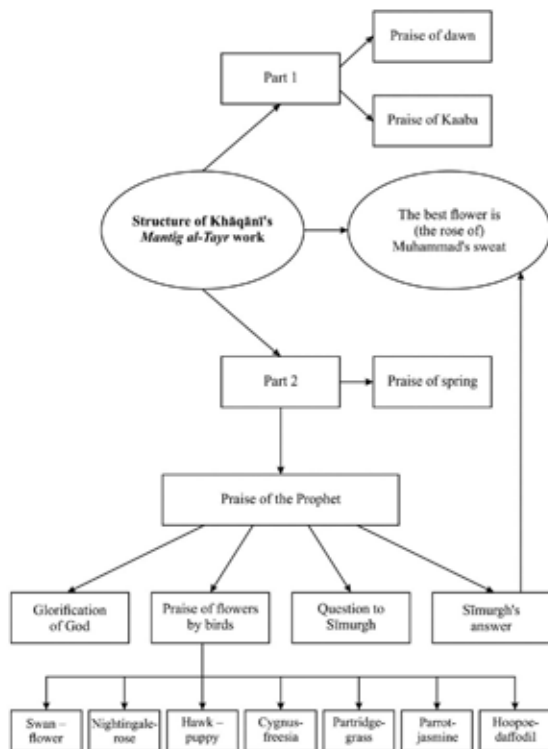 Praise of dawn
Part 1
Praise of Kaaba
Structure of Khāqānī's
Mantig al-Tayr work
The best flower is
(the rose of)
Muhammad's sweat
Part 2
Praise of spring
Praise of the Prophet
Glorification
of God
Praise of flowers
by birds
Question to
Sīmurgh
Sīmurgh's
answer
Swan –
flower
Nightingale-
rose
Hawk –
puppy
Cygnus-
freesia
Partridge-
grass
Parrot-
jasmine
Hoopoe-
daffodil